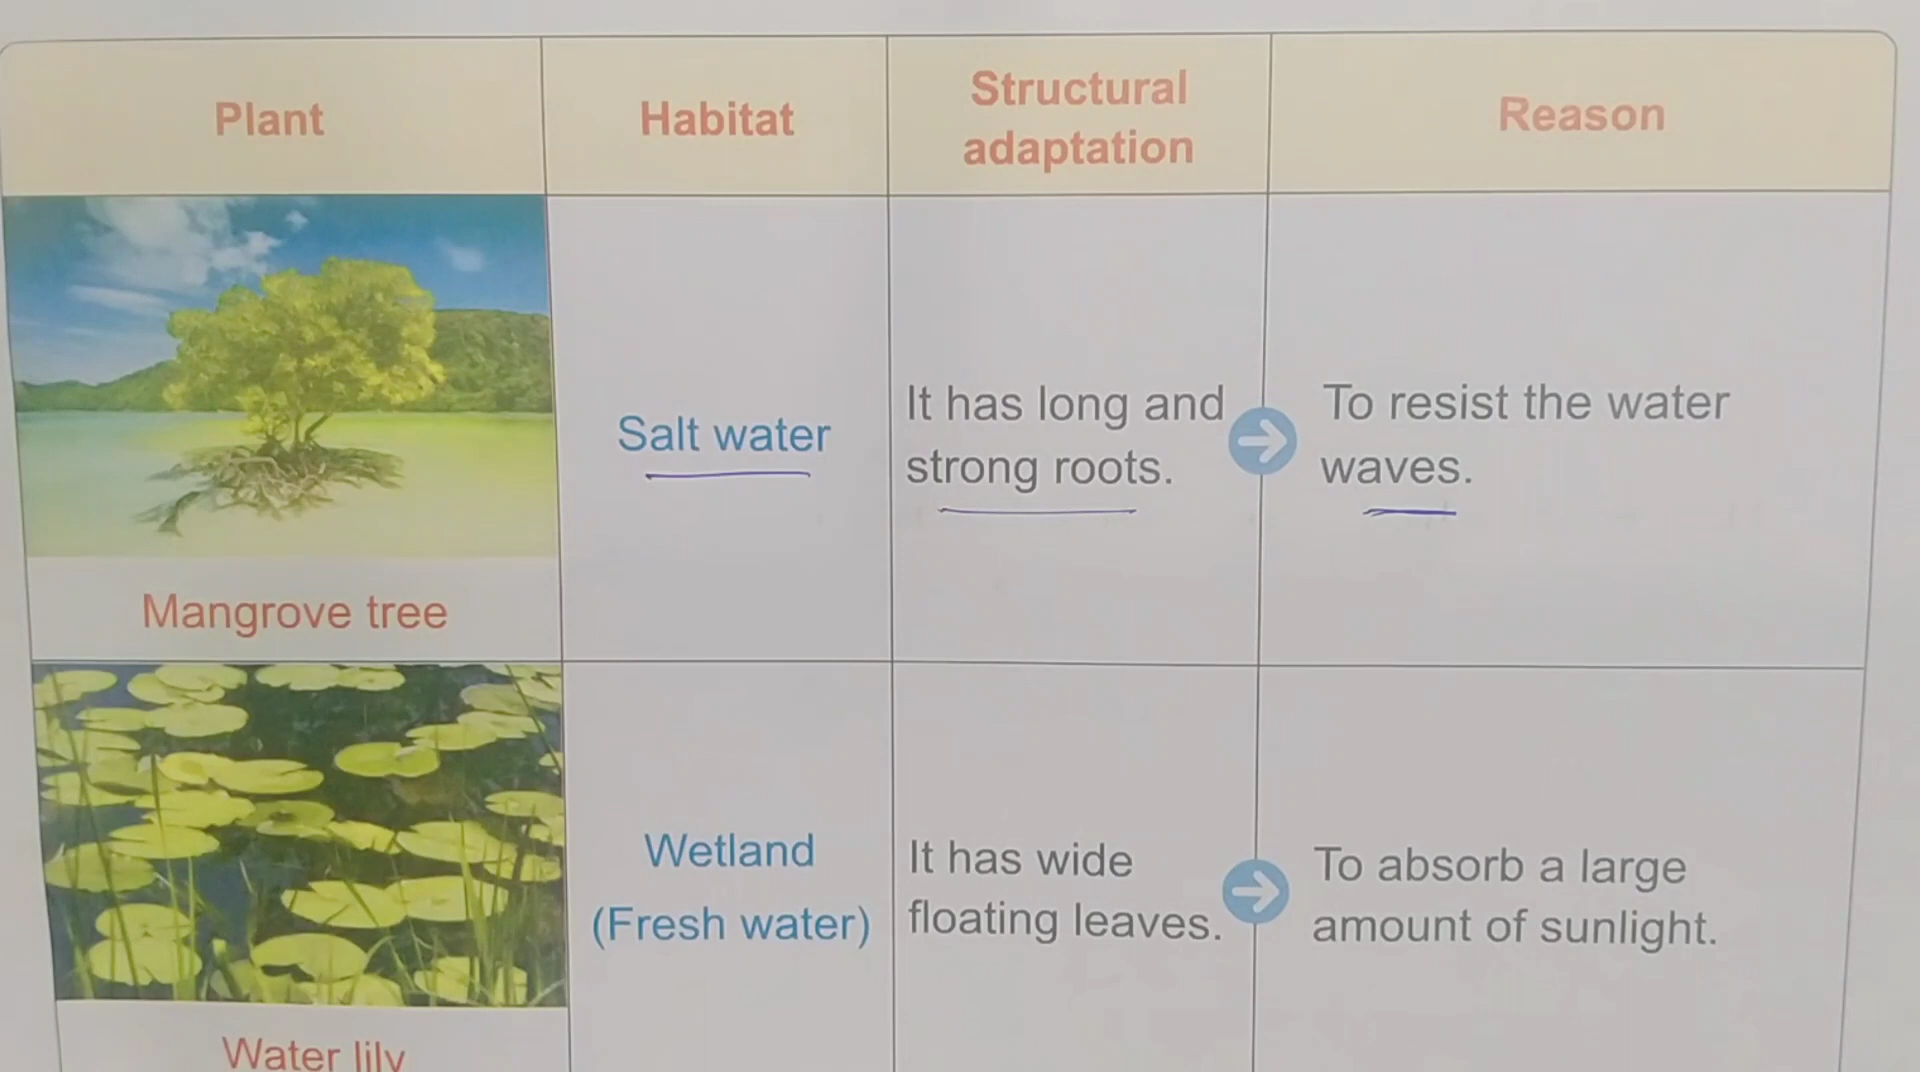 Plant
Habitat
Structural
adaptation
Reason
Mangrove tree
Salt water
It has long and
strong roots.
To resist the water
waves.
Water lily
Wetland
(Fresh water)
It has wide
floating leaves.
To absorb a large
amount of sunlight.